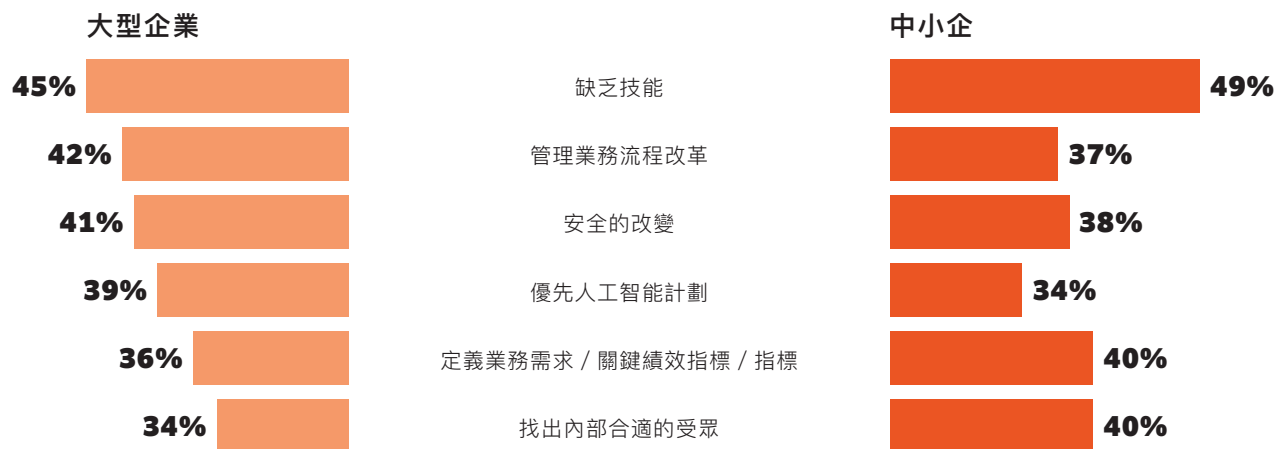 大型企業 中小企
45% 缺乏技能 49%
42% 管理業務流程改革 37%
41% 安全的改變 38%
39% 優先人工智能計劃 34%
36% 定義業務需求 / 關鍵績效指標 / 指標 40%
34% 找出內部合適的受眾 40%